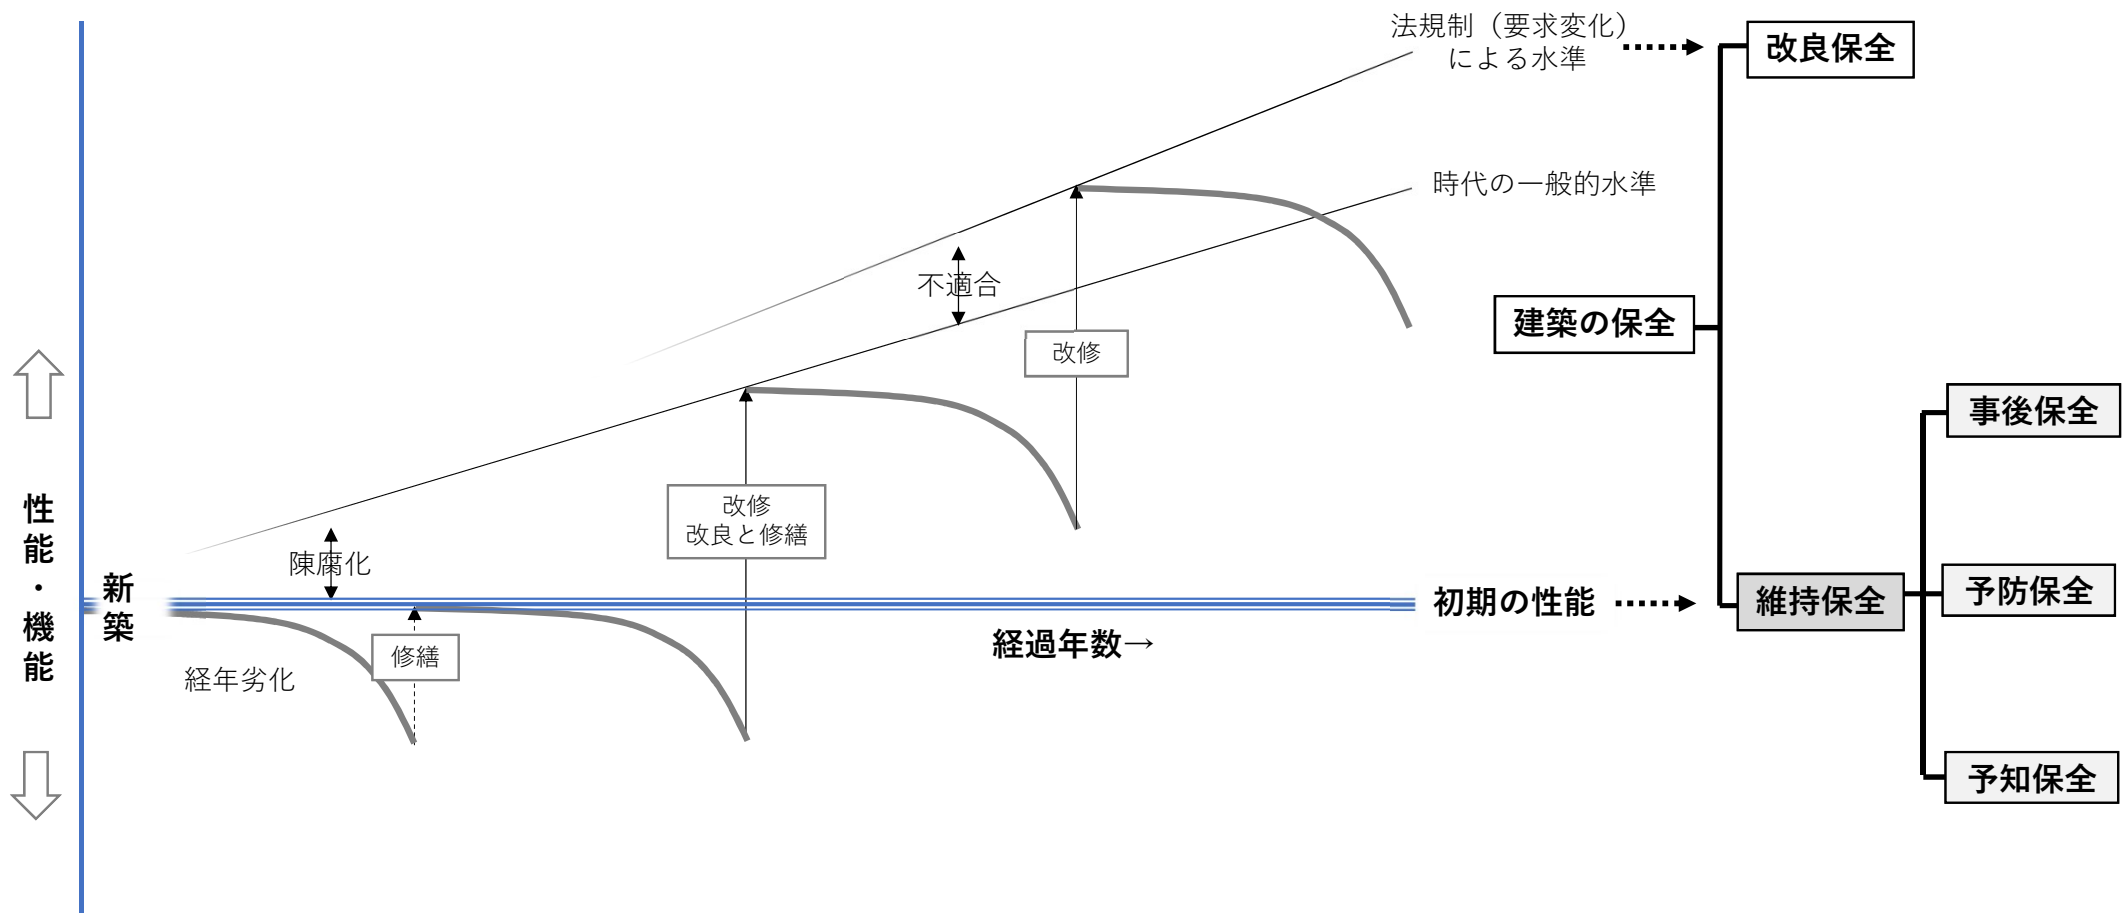 法規制（要求変化）
による水準
改良保全
時代の一般的水準
不適合
建築の保全
改修
事後保全
性能・機能
改修
改良と修繕
陳腐化
新築
初期の性能
維持保全
予防保全
経過年数→
修繕
経年劣化
予知保全